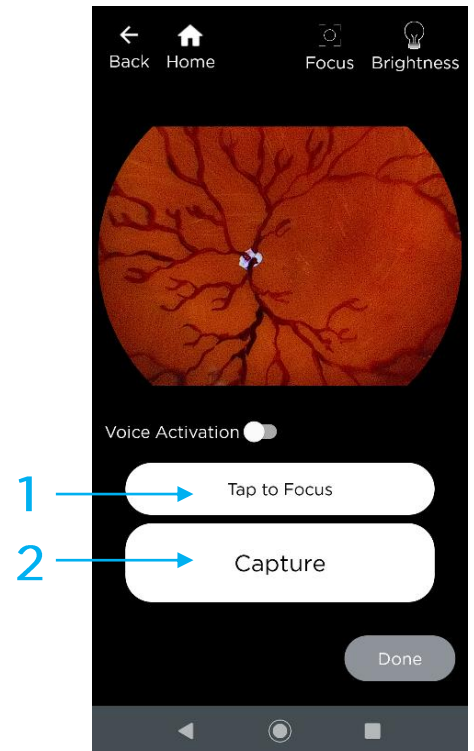 Back Home Focus Brightness
Voice Activation
1 Tap to Focus
2 Capture
Done